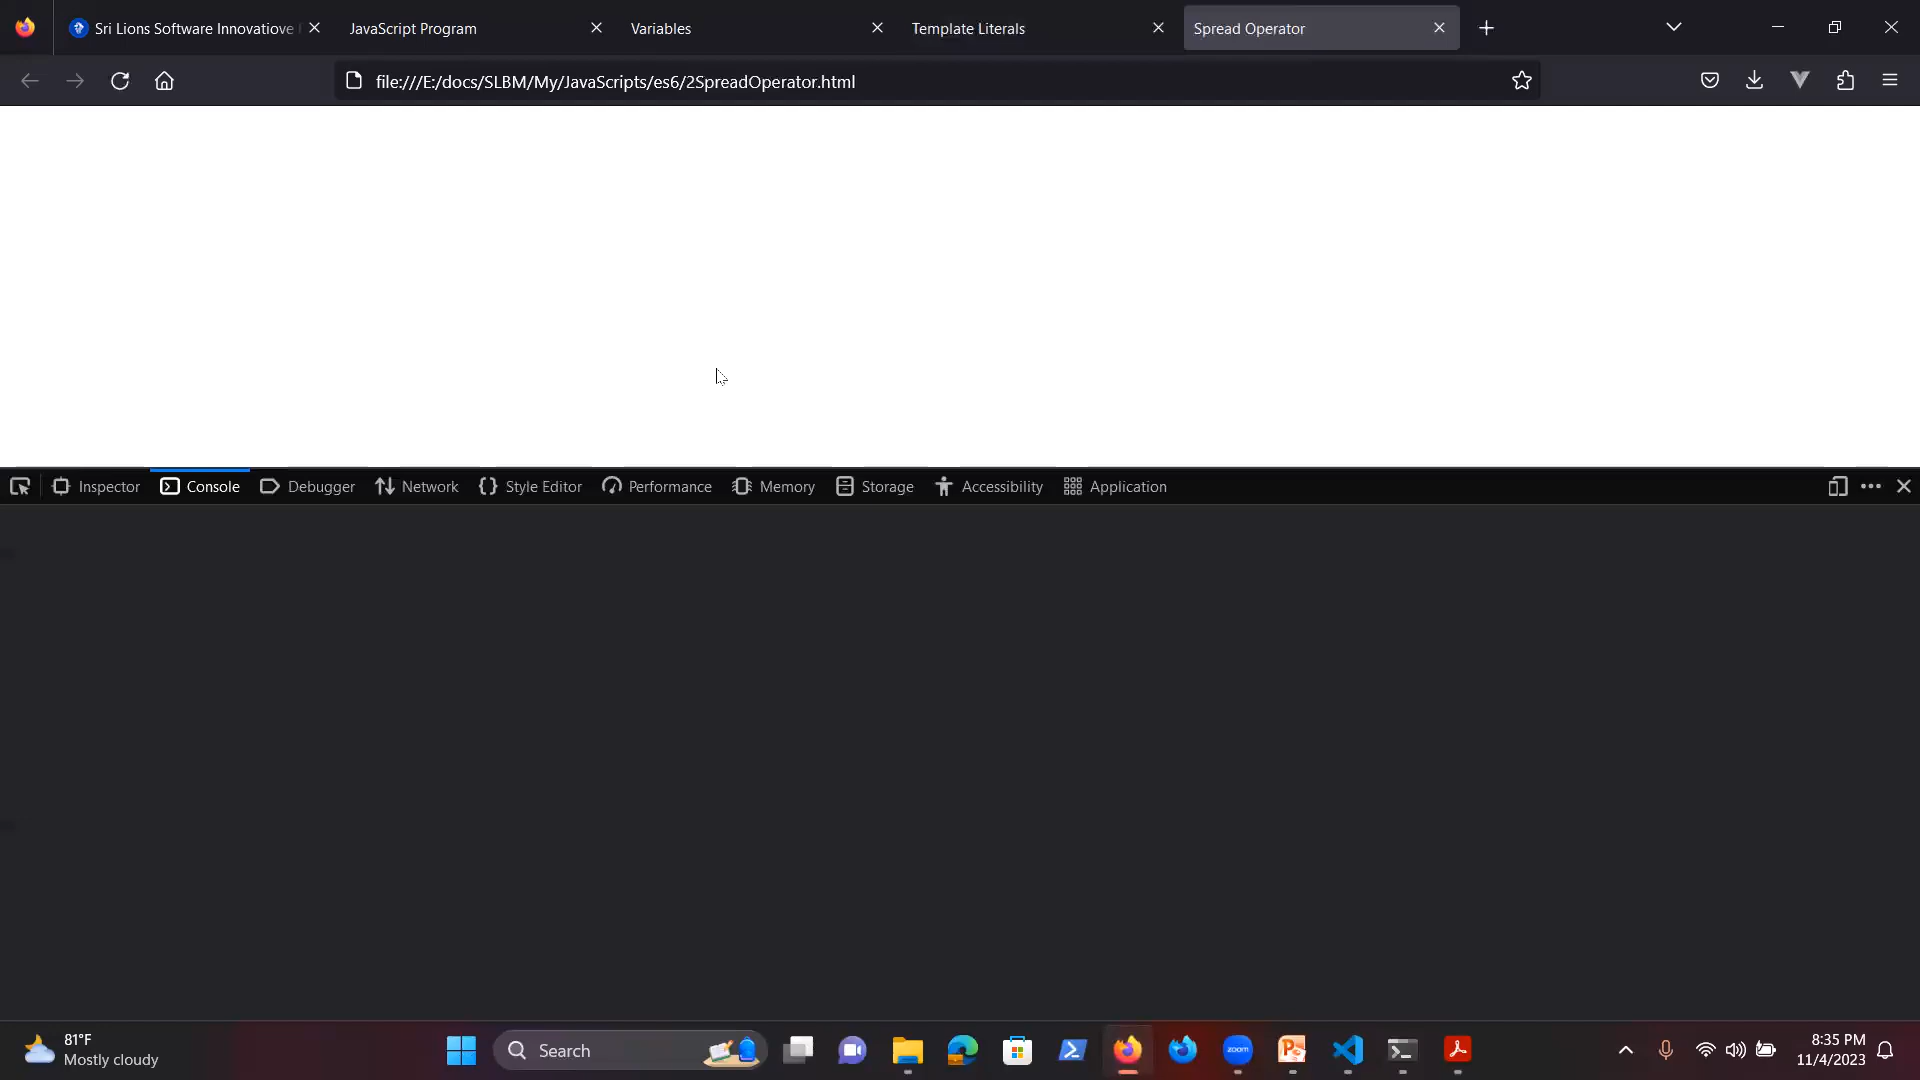 Sri Lions Software Innovatiove
JavaScript Program
Variables
Template Literals
Spread Operator
file:///E:/docs/SLBM/My/JavaScripts/es6/2SpreadOperator.html
Inspector
Console
Debugger
Network
Style Editor
Performance
Memory
Storage
Accessibility
Application
81°F
Mostly cloudy
Search
zoom
8:35 PM
11/4/2023